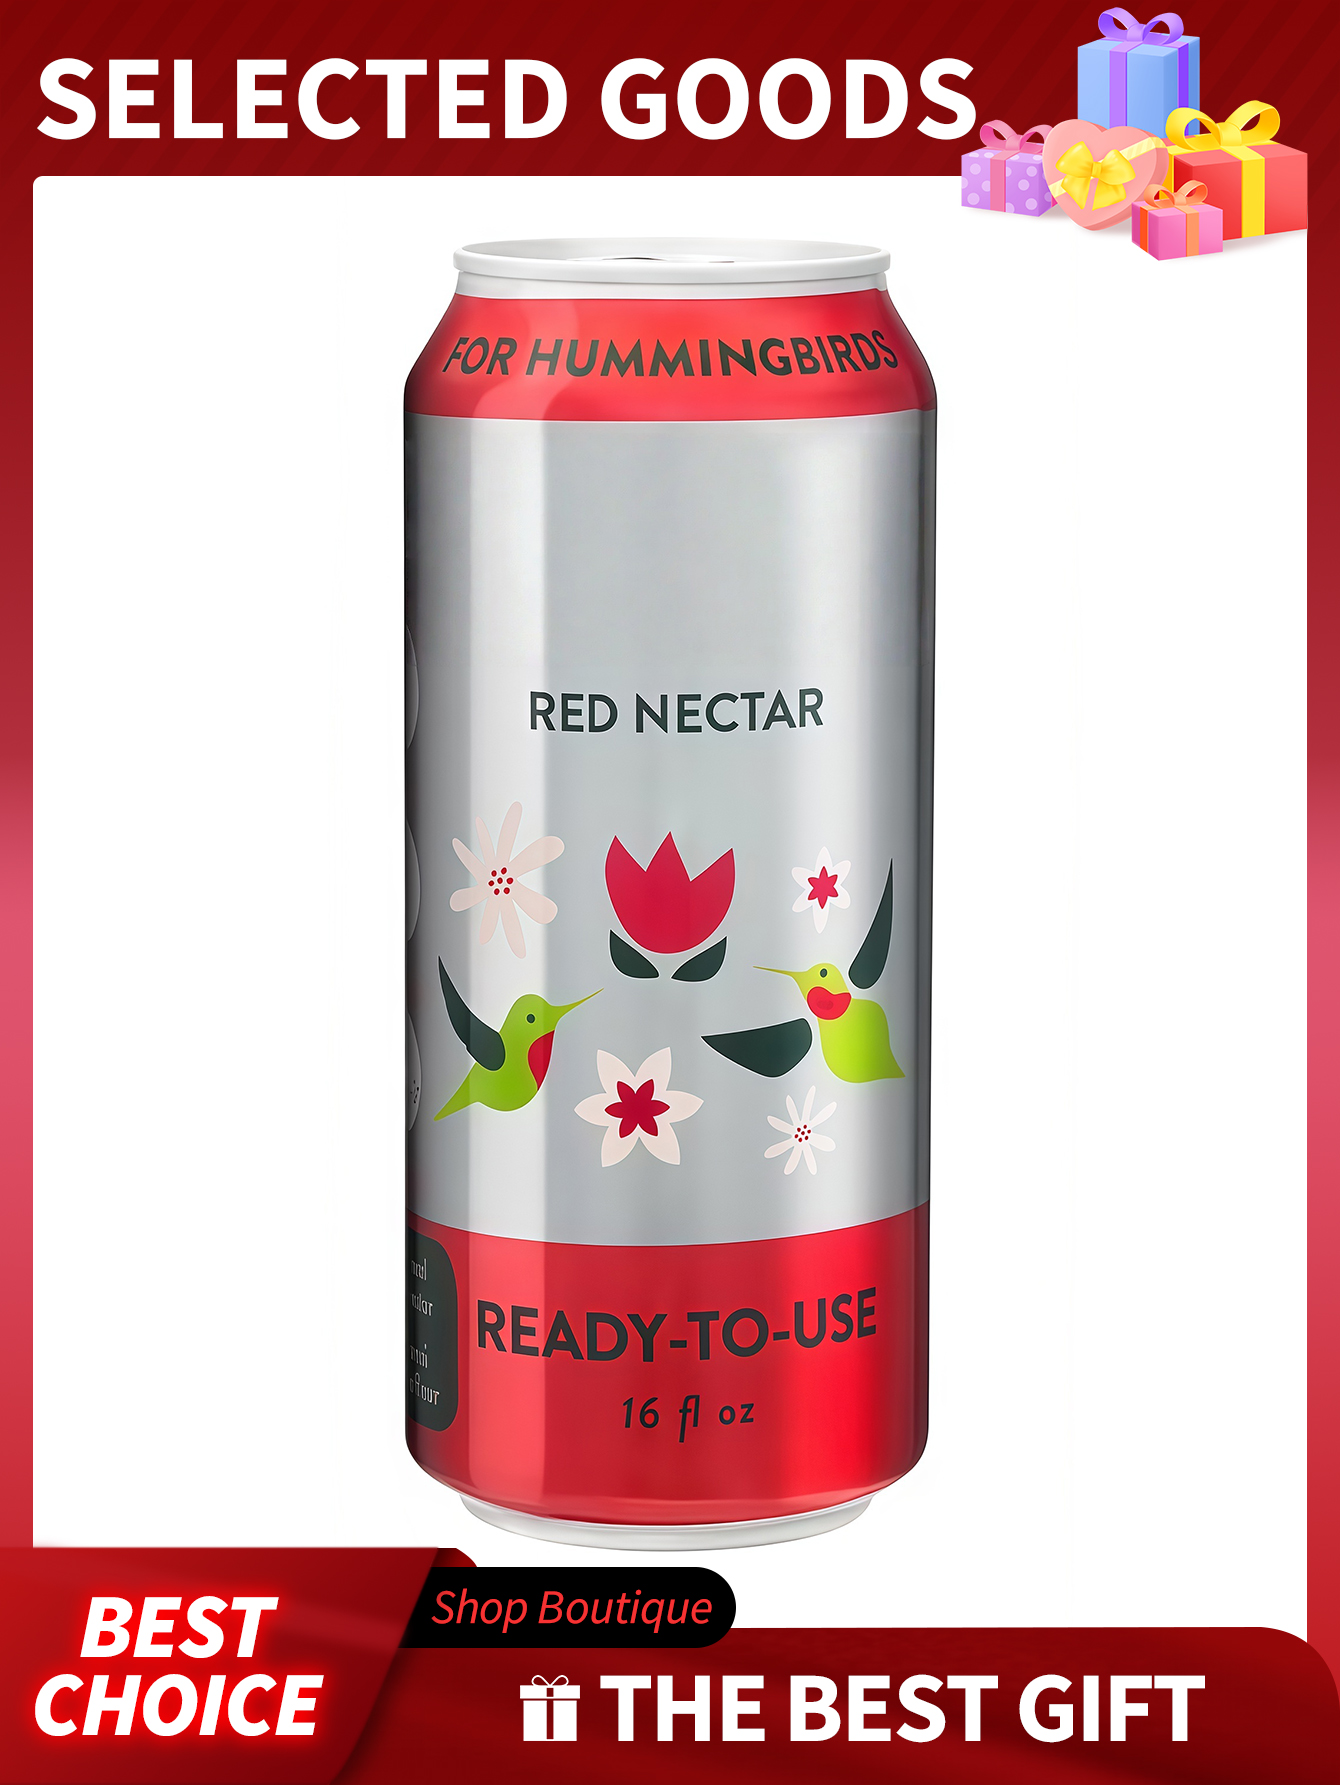 SELECTED GOODS
FOR HUMMINGBIRDS
RED NECTAR
READY-TO-USE
16 fl oz
BEST
CHOICE
Shop Boutique
THE BEST GIFT